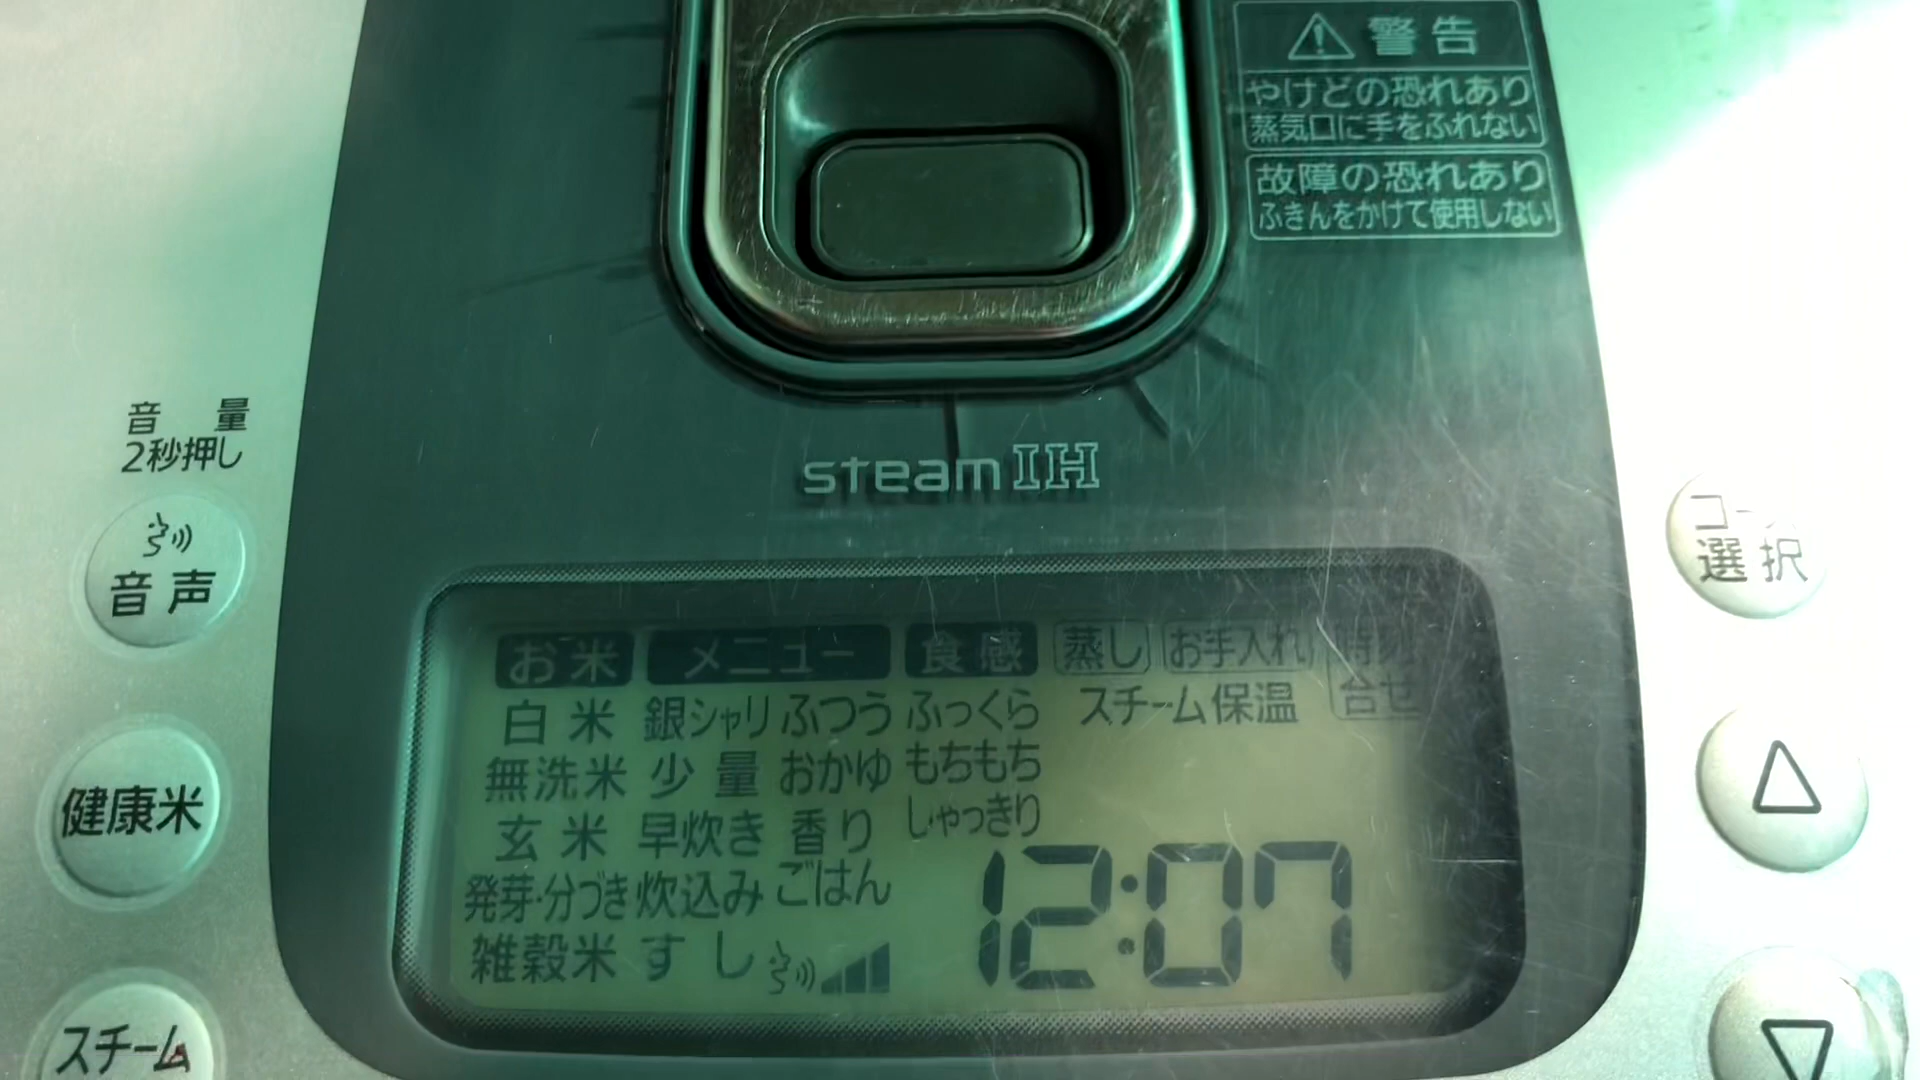 警告
やけどの恐れあり
蒸気口に手をふれない
故障の恐れあり
ふきんをかけて使用しない
音量
2秒押し
音声
健康米
スチーム
steam IH
コース
選択
△
▽
お米 メニュー 食感 蒸し お手入れ 時刻
合せ
白米 銀シャリ ふつう ふっくら スチーム保温
無洗米 少量 おかゆ もちもち
玄米 早炊き 香り しゃっきり
発芽・分づき 炊込み ごはん
雑穀米 すし
12:07